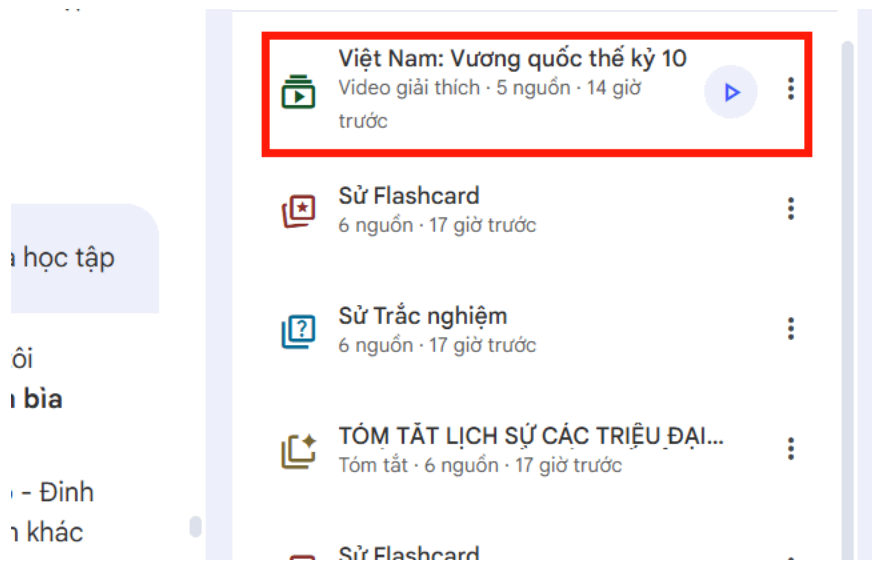 Việt Nam: Vương quốc thế kỷ 10
Video giải thích · 5 nguồn · 14 giờ
trước
Sử Flashcard
6 nguồn · 17 giờ trước
học tập
Sử Trắc nghiệm
6 nguồn · 17 giờ trước
ôi
bìa
TÓM TẮT LỊCH SỬ CÁC TRIỀU ĐẠI...
Tóm tắt · 6 nguồn · 17 giờ trước
- Đinh
khác
Sử Flashcard